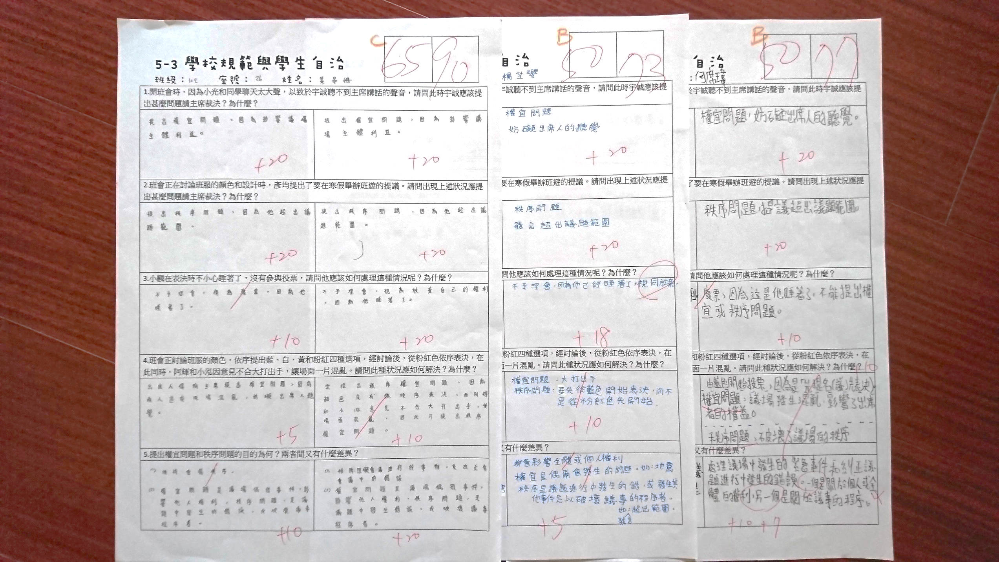 C
65 90
5-3 學校規範與學生自治
班級：102 座號：26 姓名：葉
1.開班會時，因為小光和同學聊天太大聲，以致於宇誠聽不到主席講話的聲音，請問此時宇誠應該提
出甚麼問題請主席裁決？為什麼？
提出權宜問題、因為影響議場
全體利益。
+20
提出權宜問題，因為影響議
場全體利益。
+20
2.班會正在討論班服的顏色和設計時，彥均提出了要在寒假舉辦班遊的提議。請問出現上述狀況應提
出甚麼問題請主席裁決？為什麼？
提出秩序問題，因為他超出議
題範圍。
+20
提出秩序問題、因為他超出議
題範圍。
+20
3.小麟在表決時不小心睡著了，沒有參與投票，請問他應該如何處理這種情況呢？為什麼？
不予理會，視為廢票，因為他
睡著了。
+10
不予理會、視為放棄自己的權利
，因為他睡著了。
+20
4.班會正討論班服的顏色，依序提出藍、白、黃和粉紅四種選項，經討論後，從粉紅色依序表決，在
此同時，阿輝和小泓因意見不合大打出手，讓場面一片混亂。請問此種狀況應如何解決？為什麼？
出席人得向主席提出權宜問題，因為
兩人甚現場混亂，妨礙出席人聽
覺。
+5
需提出秩序權宜問題，因為
顏色沒有依順序表決，而阿輝
和小泓意見不合大打出手，使
場面混亂，因此可提出秩序
權宜問題。
+10
5.提出權宜問題和秩序問題的目的為何？兩者間又有什麼差異？
(1) 維持會場秩序。
(2) 權宜問題是議場偶發事件，影
響他人權利。秩序問題，是議
題中發生的錯誤，或破壞議事
程序者。
+10
(1) 排除礙會議進行的事物，及改正會
會議中的錯誤
(2) 權宜問題是議場偶發事件，
影響他人權利、秩序問題，是
議題中發生錯誤，或破壞議事
程序者。
+20
B
50 73
自治
楊芷瓔
宇誠聽不到主席講話的聲音，請問此時宇誠應該提
權宜問題
妨礙出席人的聽覺
+20
要在寒假舉辦班遊的提議。請問出現上述狀況應提
秩序問題
發言超出議題範圍
+20
問他應該如何處理這種情況呢？為什麼？
不予理會，因為他已經睡著了，視同放棄。
+18
粉紅四種選項，經討論後，從粉紅色依序表決，在
面一片混亂。請問此種狀況應如何解決？為什麼？
權宜問題：大打出手
秩序問題：要先從藍色開始表決，而不
是從粉紅色先開始.
+10
又有什麼差異？
都會影響全體或個人權利
權宜是偶爾會發生的問題。如：地震
秩序是議題進行中發生的錯，或發生其
他事件足以破壞議事的程序者。
如：超出範圍。
發言
+5
B
50 77
自治
：何席瑋
於宇誠聽不到主席講話的聲音，請問此時宇誠應該提
權宜問題，妨礙出席人的聽覺。
+20
了要在寒假舉辦班遊的提議。請問出現上述狀況應提
秩序問題，提議超出議題範圍。
+20
請問他應該如何處理這種情況呢？為什麼？
利。
廢票，因為這是他睡著了，不能提出權
宜或秩序問題。
+10
和粉紅四種選項，經討論後，從粉紅色依序表決，在
面一片混亂。請問此種狀況應如何解決？為什麼？
+10
由藍色開始投票，因為是先提名(議)先表決。
權宜問題，議場發生混亂，影響了出席
者的權益。
秩序問題，破壞了議場的秩序
又有什麼差異？
處理議場中發生的緊急事件和糾正議
題進行中發生的錯誤。一個是關於個人或全
體的權利，另一個是關於議事的程序。
+10 +7